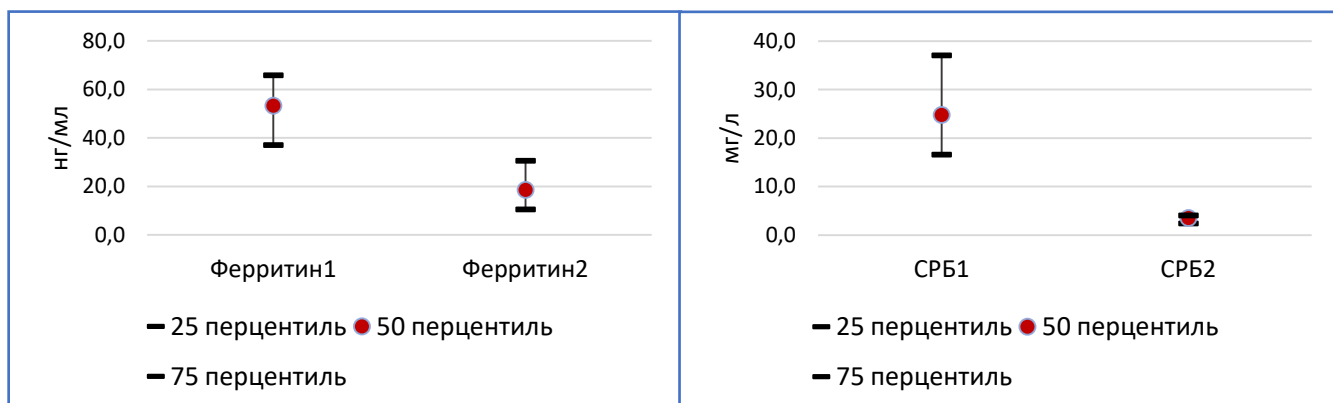 80,0
60,0
40,0
20,0
0,0
нг/мл
Ферритин1 Ферритин2
25 перцентиль 50 перцентиль
75 перцентиль
40,0
30,0
20,0
10,0
0,0
мг/л
СРБ1 СРБ2
25 перцентиль 50 перцентиль
75 перцентиль